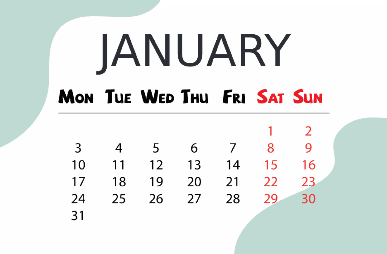 JANUARY
MON TUE WED THU FRI SAT SUN
1 2
3 4 5 6 7 8 9
10 11 12 13 14 15 16
17 18 19 20 21 22 23
24 25 26 27 28 29 30
31